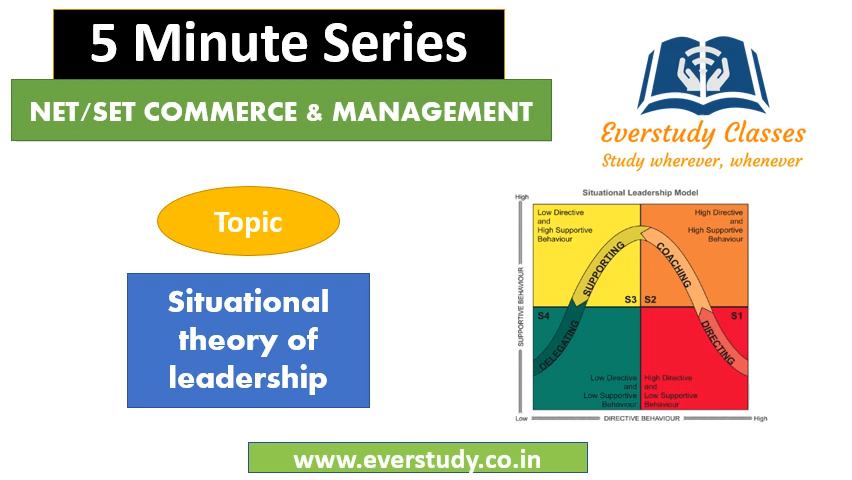 5 Minute Series
NET/SET COMMERCE & MANAGEMENT
Everstudy Classes
Study wherever, whenever
Topic
Situational
theory of
leadership
Situational Leadership Model
High
SUPPORTIVE BEHAVIOUR
Low Directive
and
High Supportive
Behaviour
High Directive
and
High Supportive
Behaviour
SUPPORTING
COACHING
S3
S2
S4
S1
DELEGATING
DIRECTING
Low Directive
and
Low Supportive
Behaviour
High Directive
and
Low Supportive
Behaviour
Low
DIRECTIVE BEHAVIOUR
High
www.everstudy.co.in